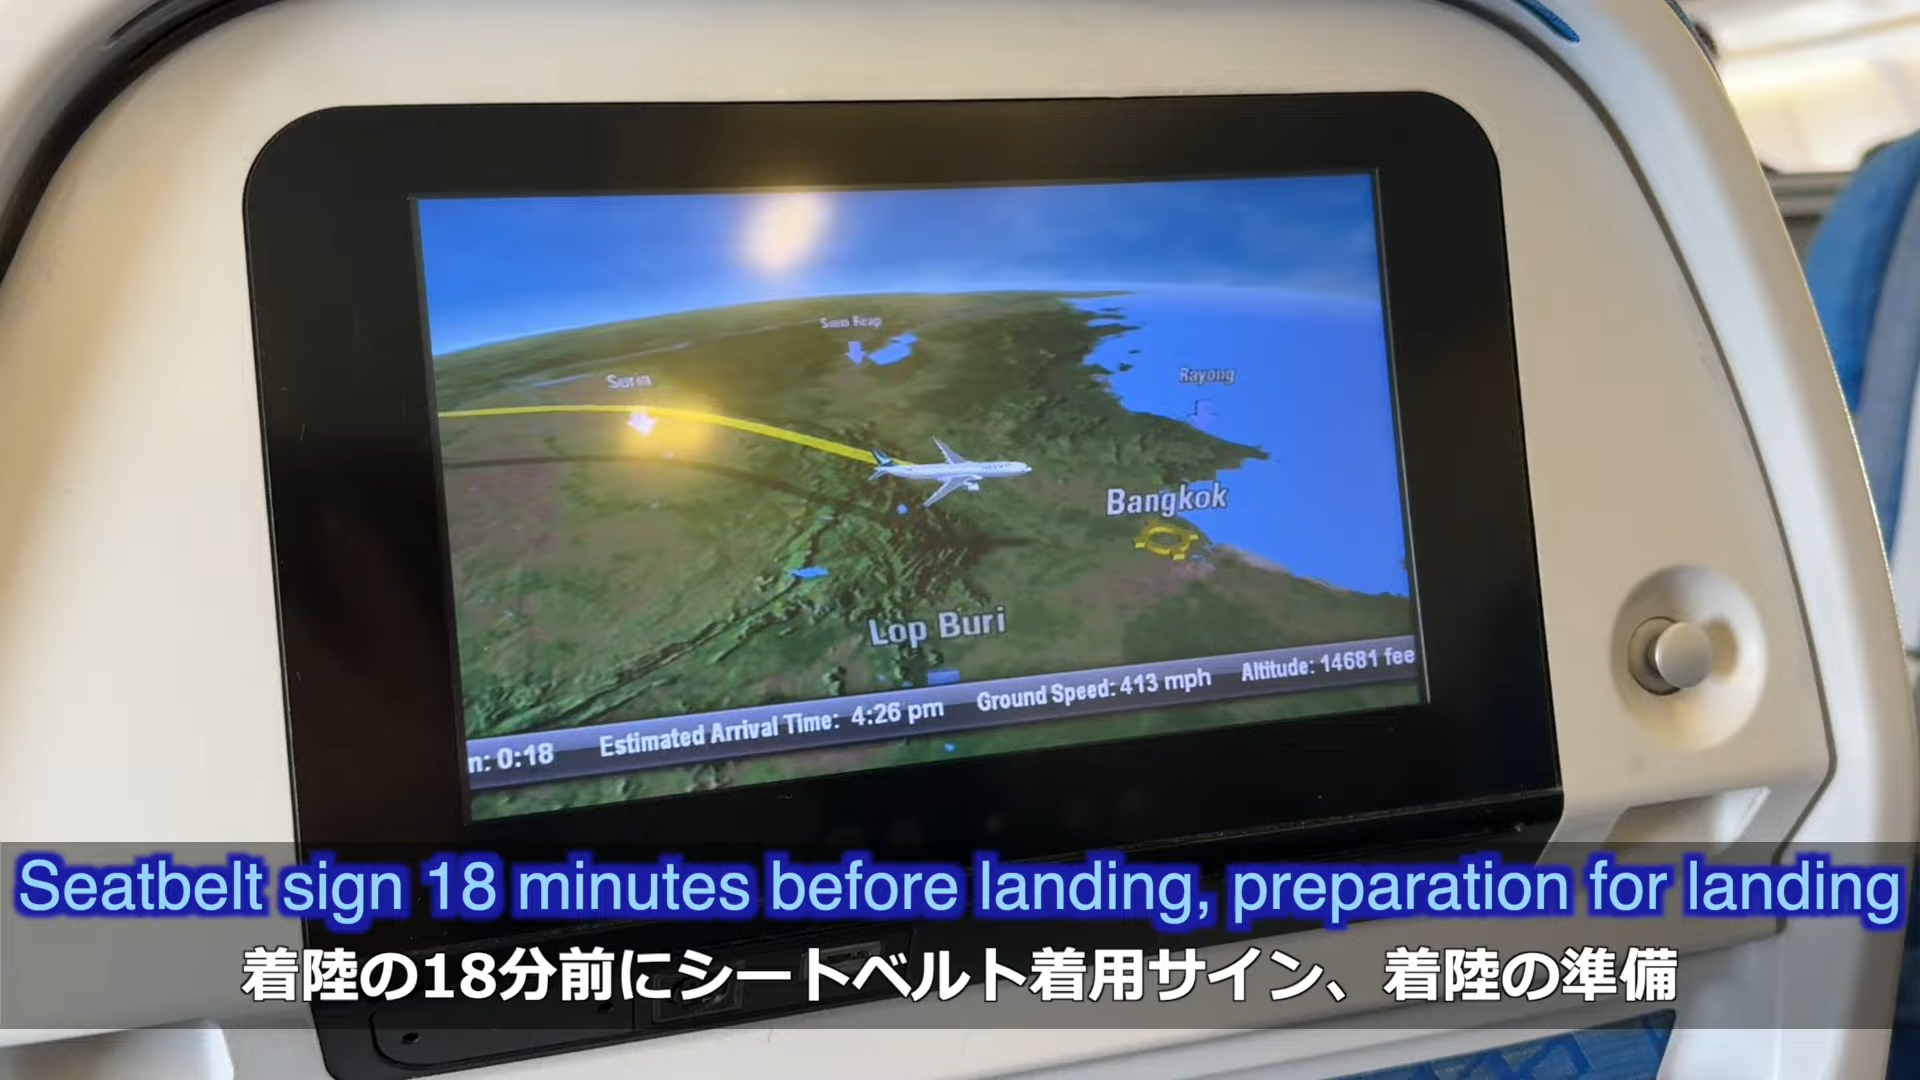 Siem Reap
Surin
Rayong
Bangkok
Lop Buri
n: 0:18 Estimated Arrival Time: 4:26 pm Ground Speed: 413 mph Altitude: 14681 fee
Seatbelt sign 18 minutes before landing, preparation for landing
着陸の18分前にシートベルト着用サイン、着陸の準備